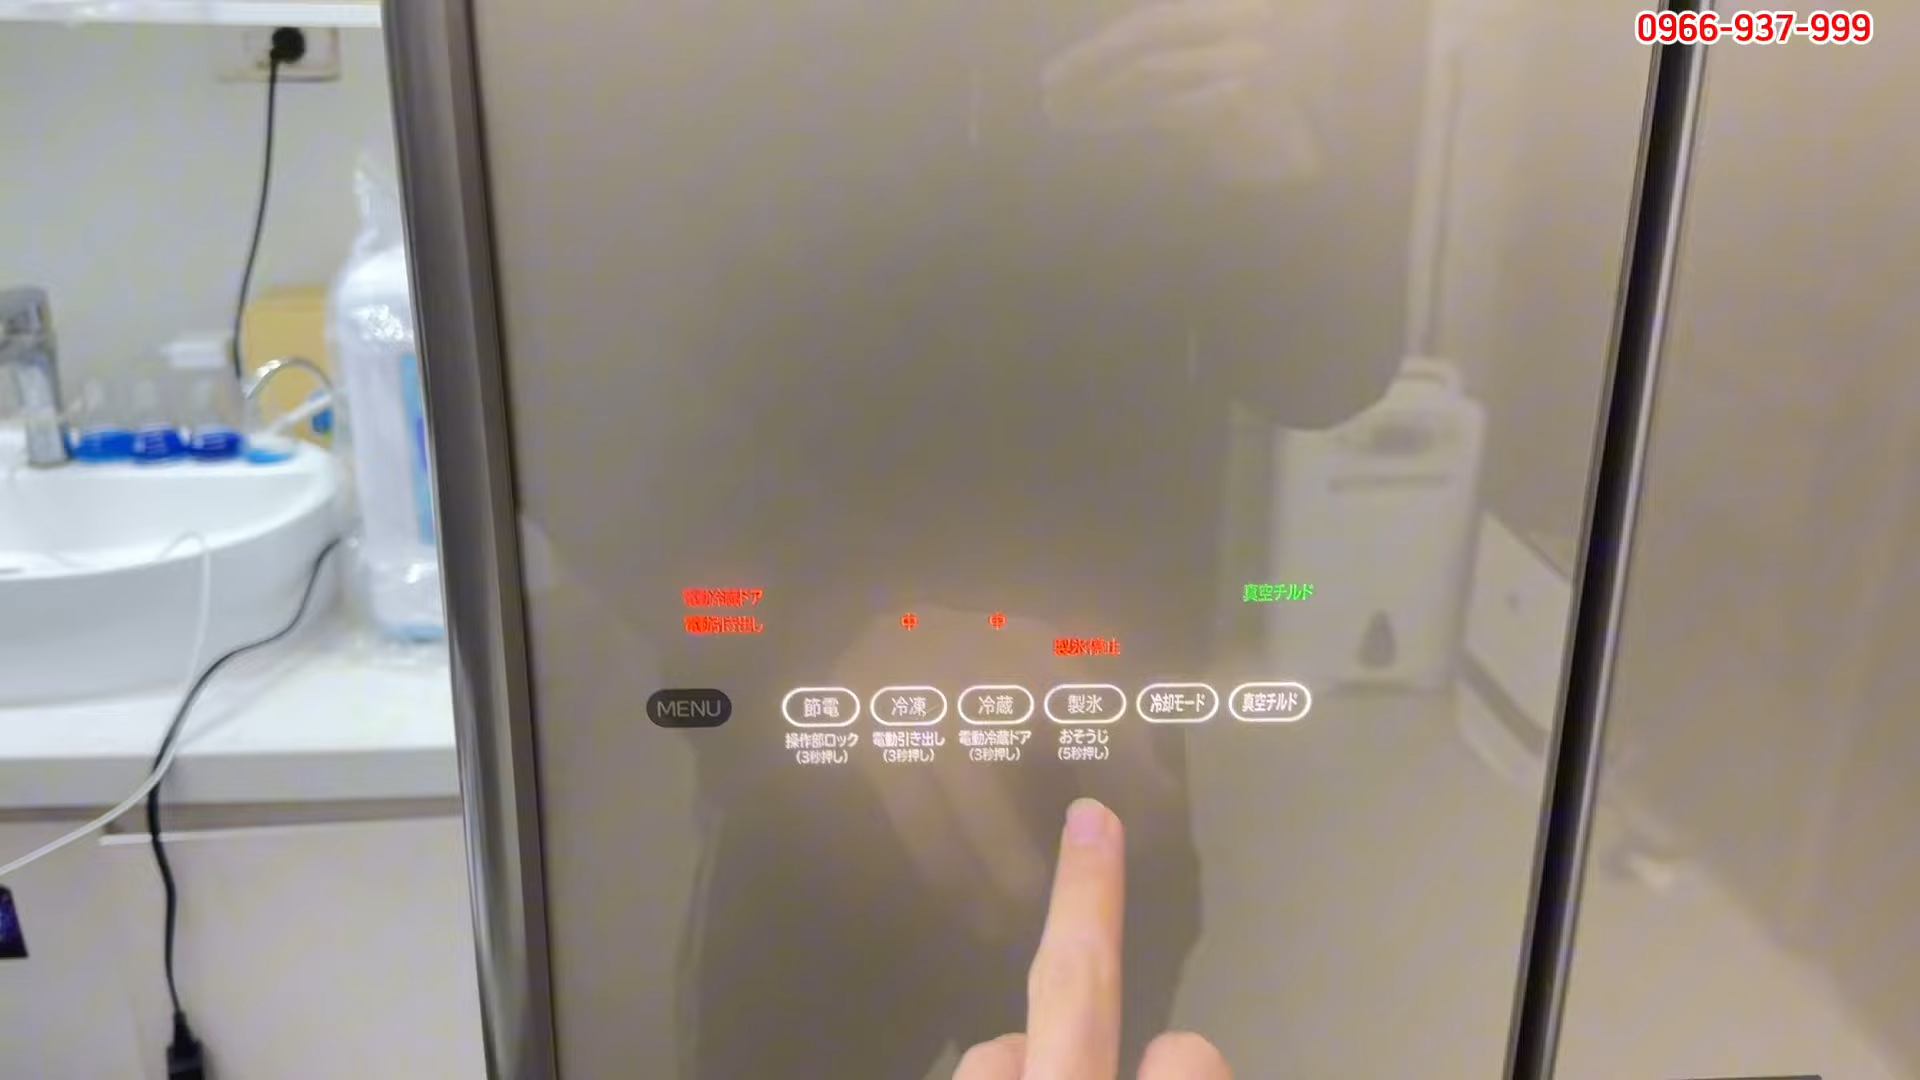 0966-937-999
電動冷蔵ドア
電動引き出し
中
中
製氷停止
真空チルド
MENU
節電
冷凍
冷蔵
製氷
冷却モード
真空チルド
操作部ロック
(3秒押し)
電動引き出し
(3秒押し)
電動冷蔵ドア
(3秒押し)
おそうじ
(5秒押し)